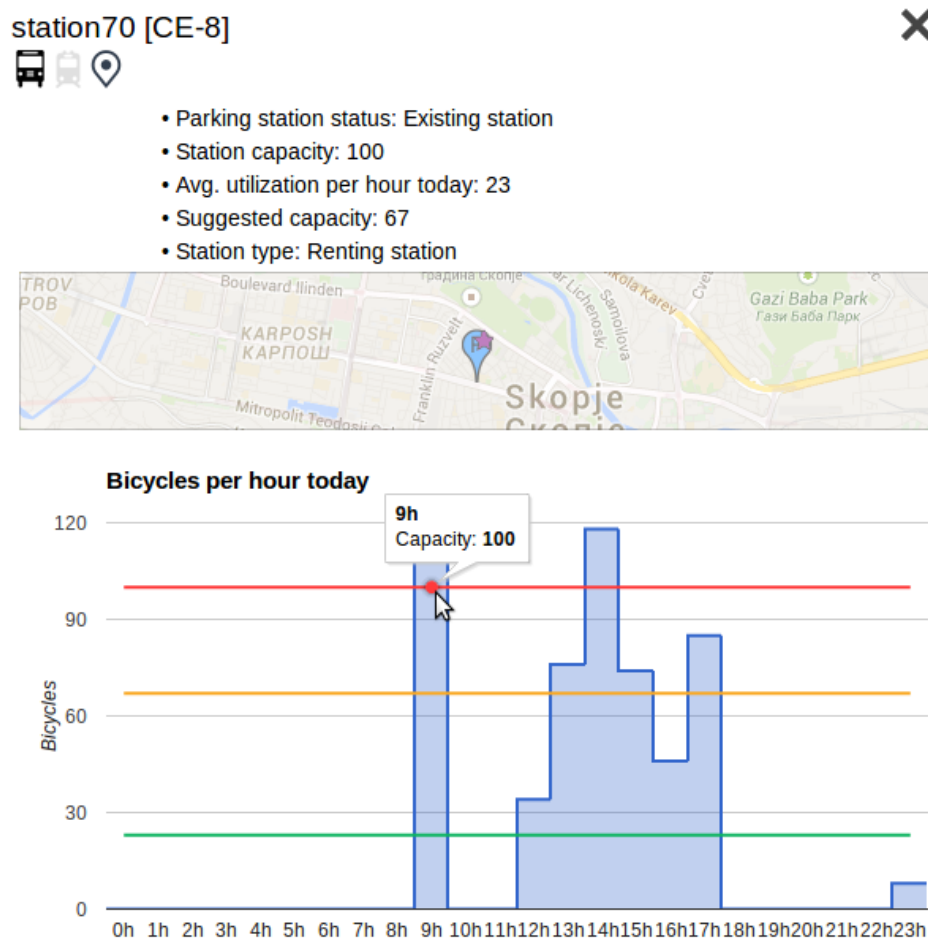 station70 [CE-8]
• Parking station status: Existing station
• Station capacity: 100
• Avg. utilization per hour today: 23
• Suggested capacity: 67
• Station type: Renting station
TROV
РОВ
Boulevard Ilinden
градина Скопје
KARPOSH
КАРПОШ
Franklin Ruzvelt
Mitropolit Teodosij
Lichenoski
Samoilova
Karev
Gazi Baba Park
Гази Баба Парк
Skopje
Скопје
Bicycles per hour today
9h
Capacity: 100
120
90
60
30
0
Bicycles
0h 1h 2h 3h 4h 5h 6h 7h 8h 9h 10h 11h 12h 13h 14h 15h 16h 17h 18h 19h 20h 21h 22h 23h